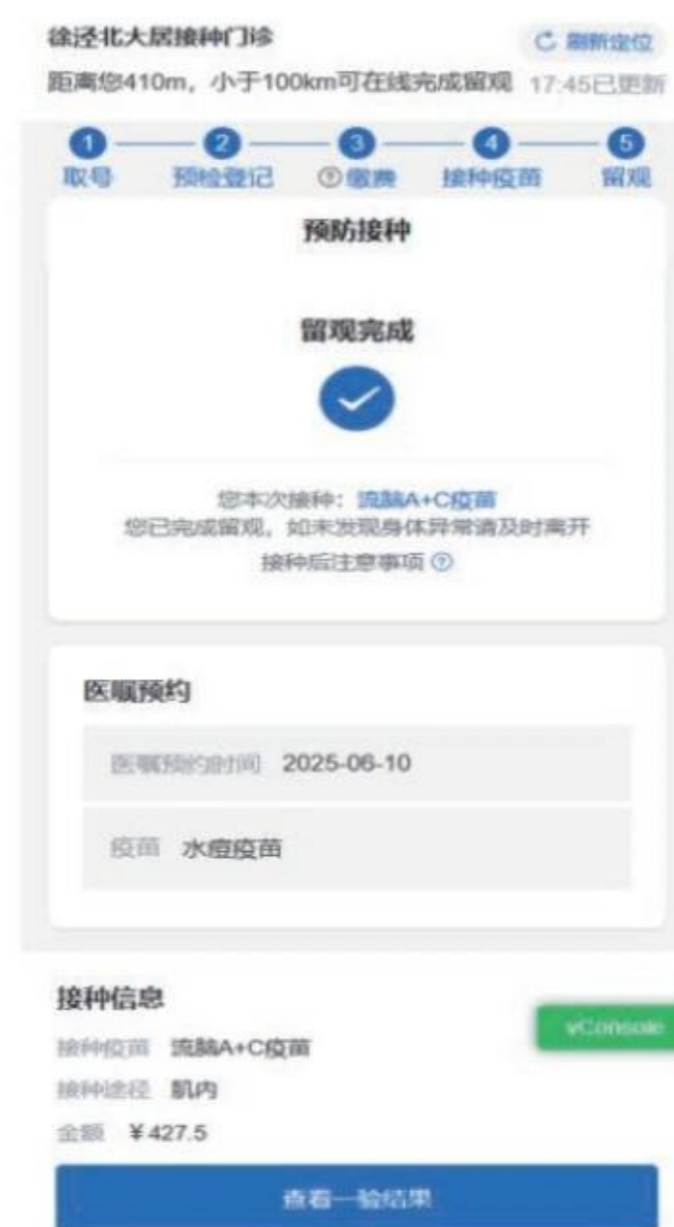 徐泾北大居接种门诊
刷新定位
距离您410m，小于100km可在线完成留观 17:45已更新
1 2 3 4 5
取号 预检登记 ?缴费 接种疫苗 留观
预防接种
留观完成
您本次接种：流脑A+C疫苗
您已完成留观，如未发现身体异常请及时离开
接种后注意事项 ?
医嘱预约
医嘱预约时间 2025-06-10
疫苗 水痘疫苗
接种信息
vConsole
接种疫苗 流脑A+C疫苗
接种途径 肌内
金额 ￥427.5
查看一验结果